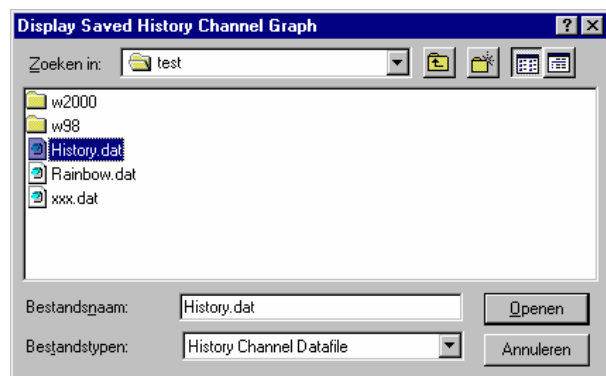 Display Saved History Channel Graph
Zoeken in: test
w2000
w98
History.dat
Rainbow.dat
xxx.dat
Bestandsnaam: History.dat Openen
Bestandstypen: History Channel Datafile Annuleren